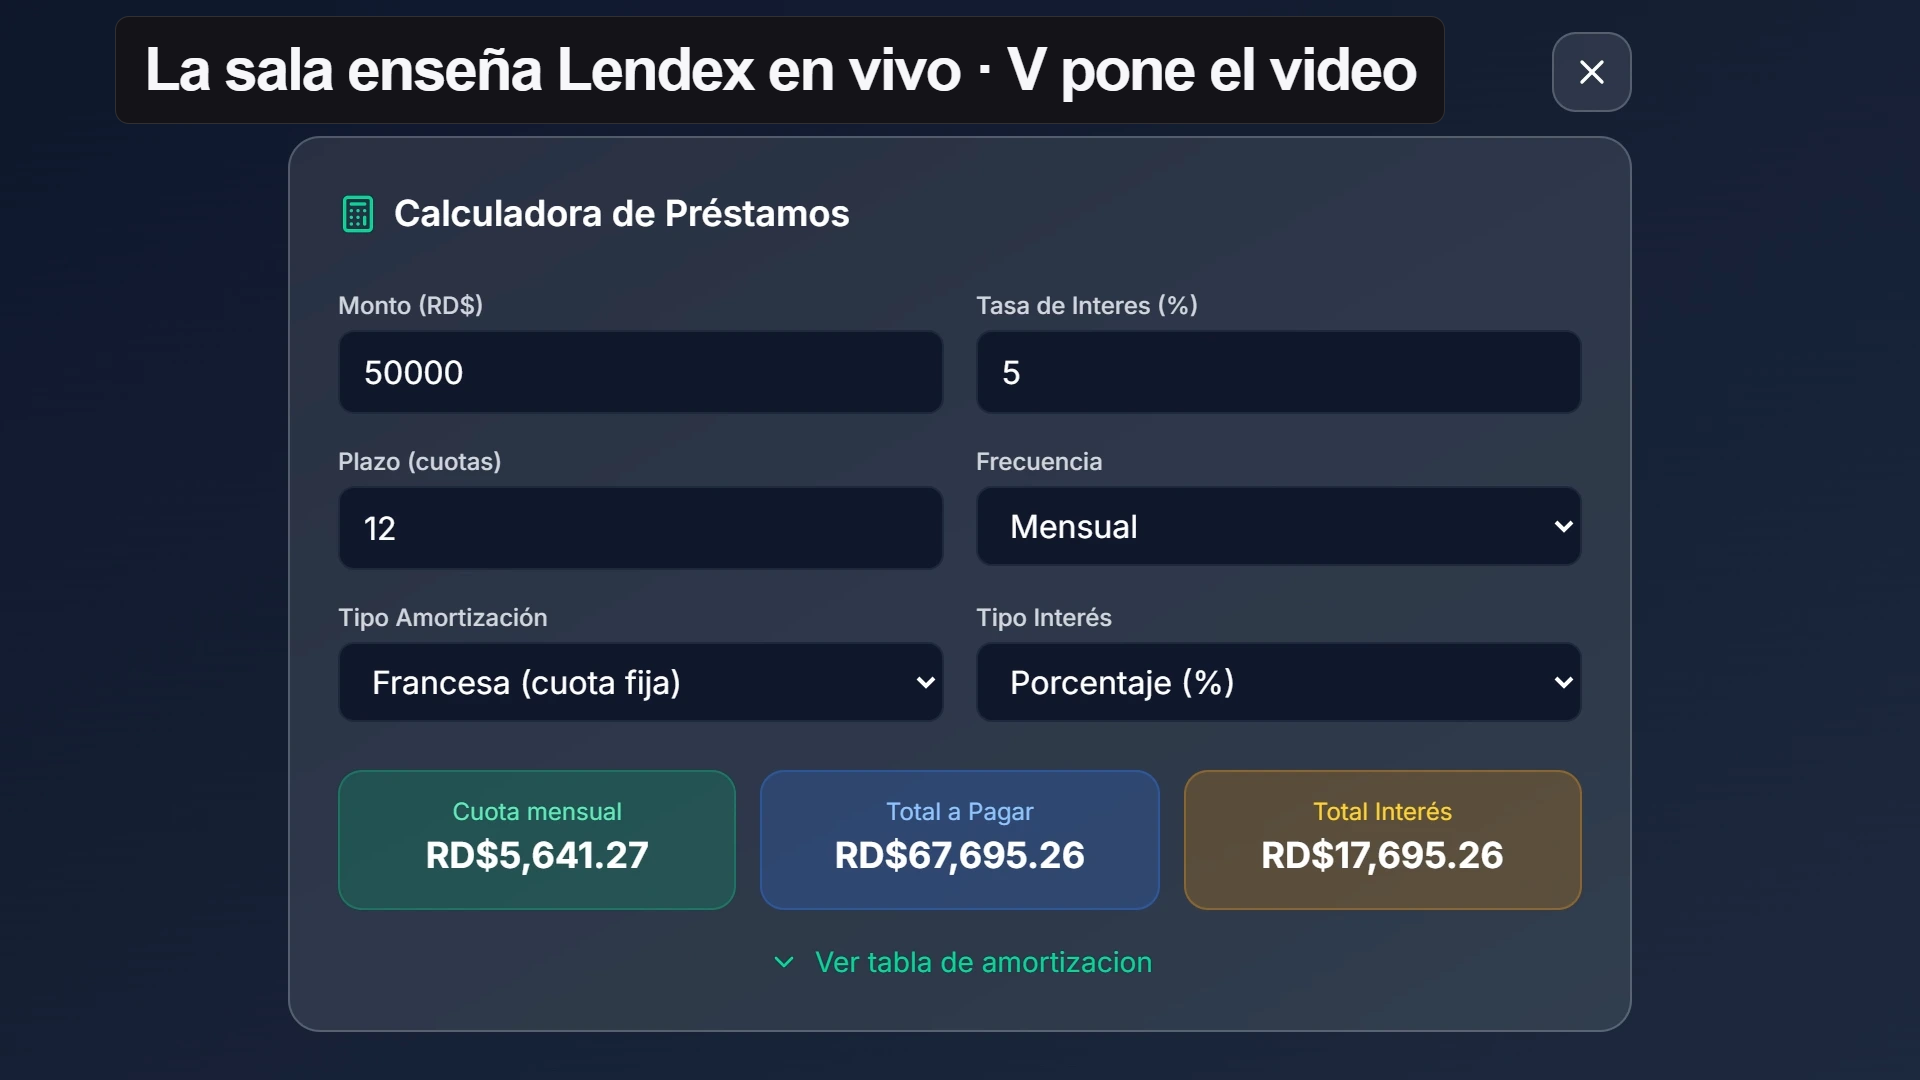 La sala enseña Lendex en vivo · V pone el video
Calculadora de Préstamos
Monto (RD$)
50000
Tasa de Interes (%)
5
Plazo (cuotas)
12
Frecuencia
Mensual
Tipo Amortización
Francesa (cuota fija)
Tipo Interés
Porcentaje (%)
Cuota mensual
RD$5,641.27
Total a Pagar
RD$67,695.26
Total Interés
RD$17,695.26
Ver tabla de amortizacion